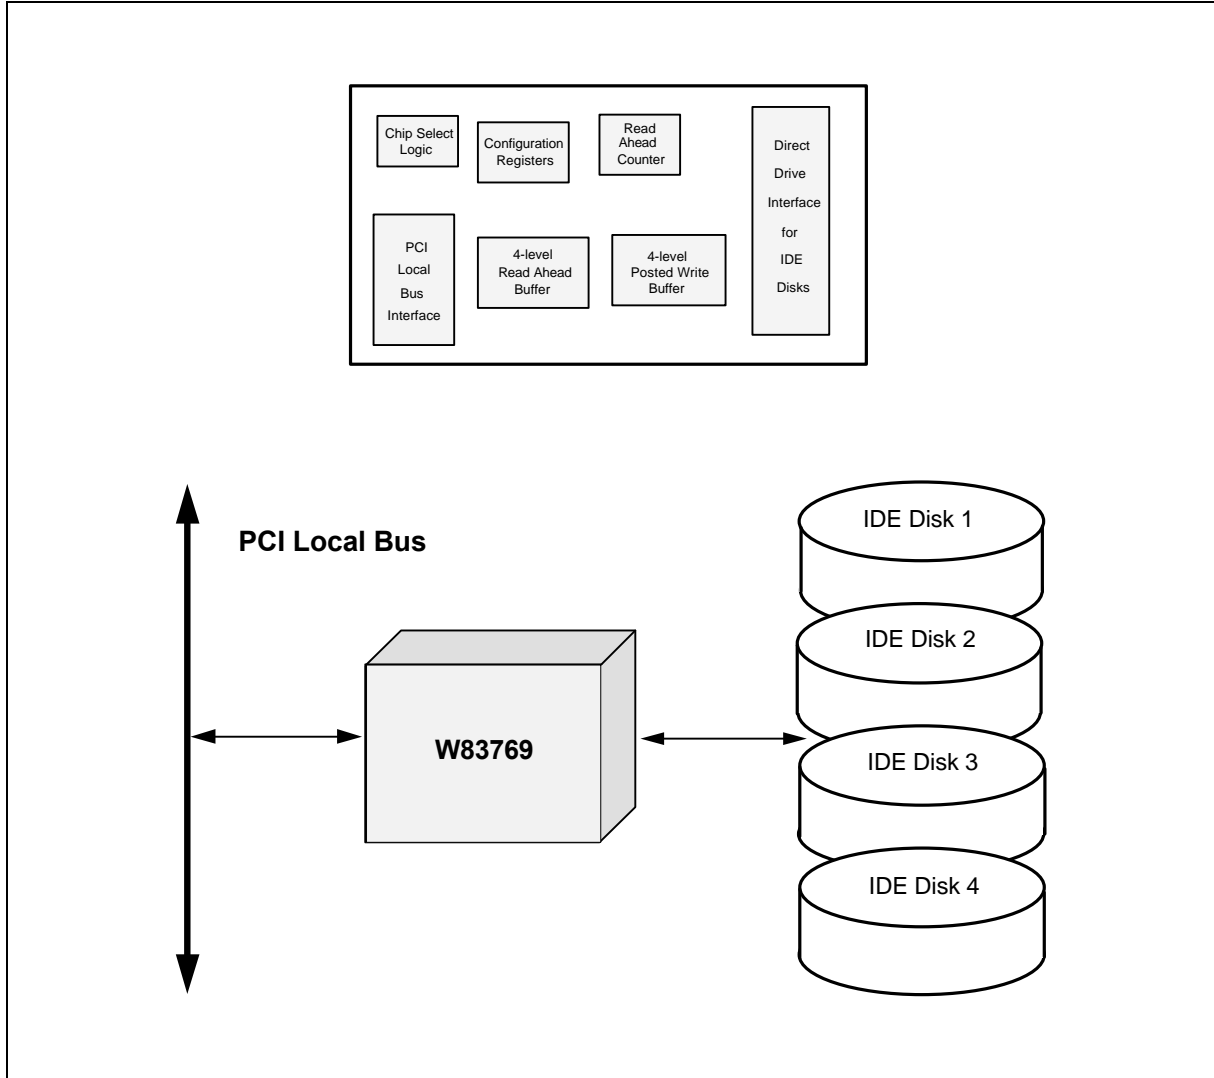 Chip Select
Logic
Configuration
Registers
Read
Ahead
Counter
Direct
Drive
Interface
for
IDE
Disks
PCI
Local
Bus
Interface
4-level
Read Ahead
Buffer
4-level
Posted Write
Buffer
PCI Local Bus
W83769
IDE Disk 1
IDE Disk 2
IDE Disk 3
IDE Disk 4